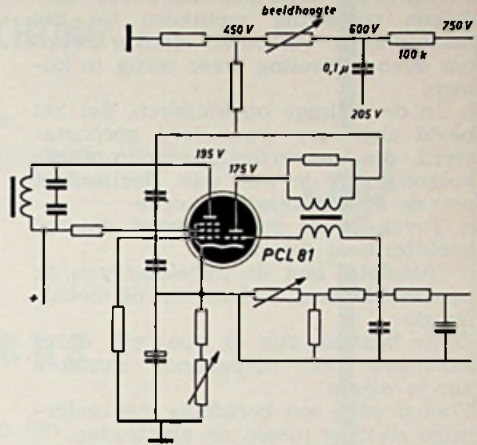 beeldhoogte
450 V
600 V
750 V
100 k
0,1 µ
205 V
195 V
175 V
PCL 81
+